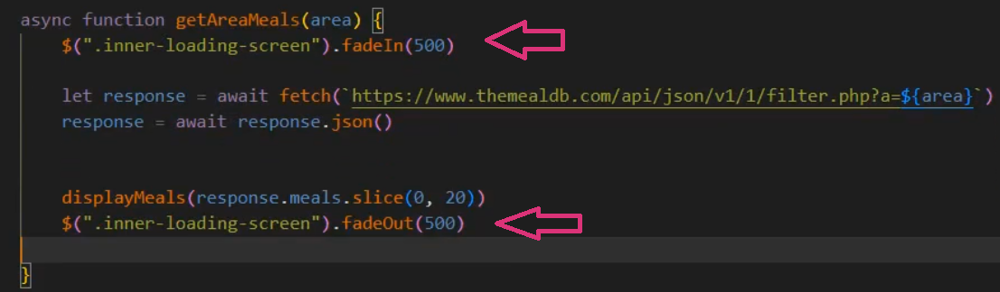 async function getAreaMeals(area) {
$(".inner-loading-screen").fadeIn(500)
let response = await fetch(`https://www.themealdb.com/api/json/v1/1/filter.php?a=${area}`)
response = await response.json()
displayMeals(response.meals.slice(0, 20))
$(".inner-loading-screen").fadeOut(500)
}